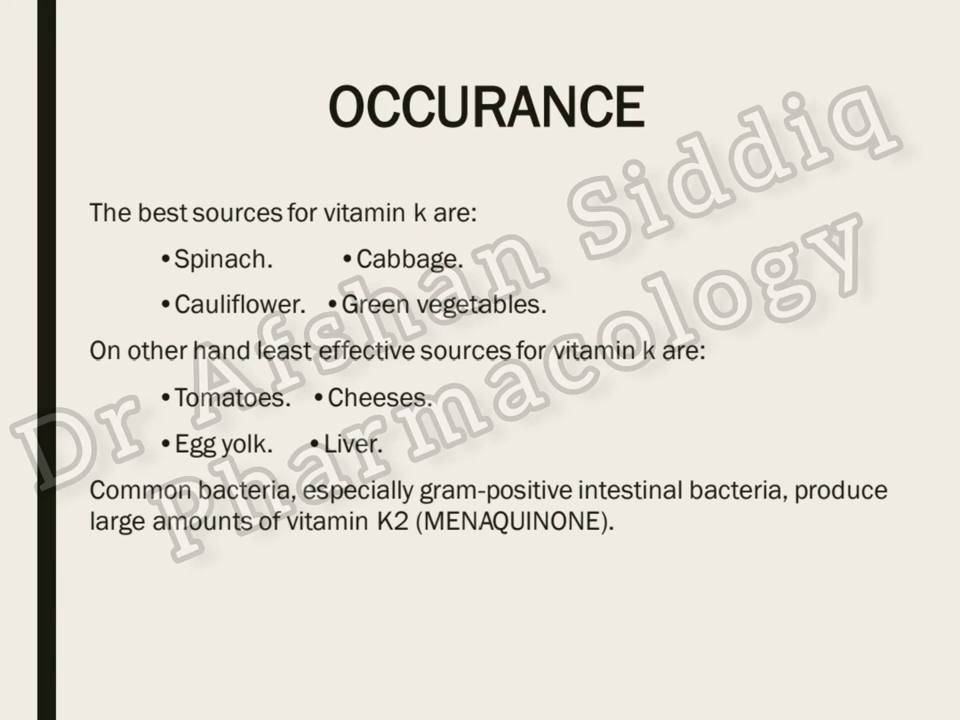 OCCURANCE
The best sources for vitamin k are:
•Spinach. •Cabbage.
•Cauliflower. •Green vegetables.
On other hand least effective sources for vitamin k are:
•Tomatoes. •Cheeses.
•Egg yolk. •Liver.
Common bacteria, especially gram-positive intestinal bacteria, produce
large amounts of vitamin K2 (MENAQUINONE).
Dr Afshan Siddiq
Pharmacology